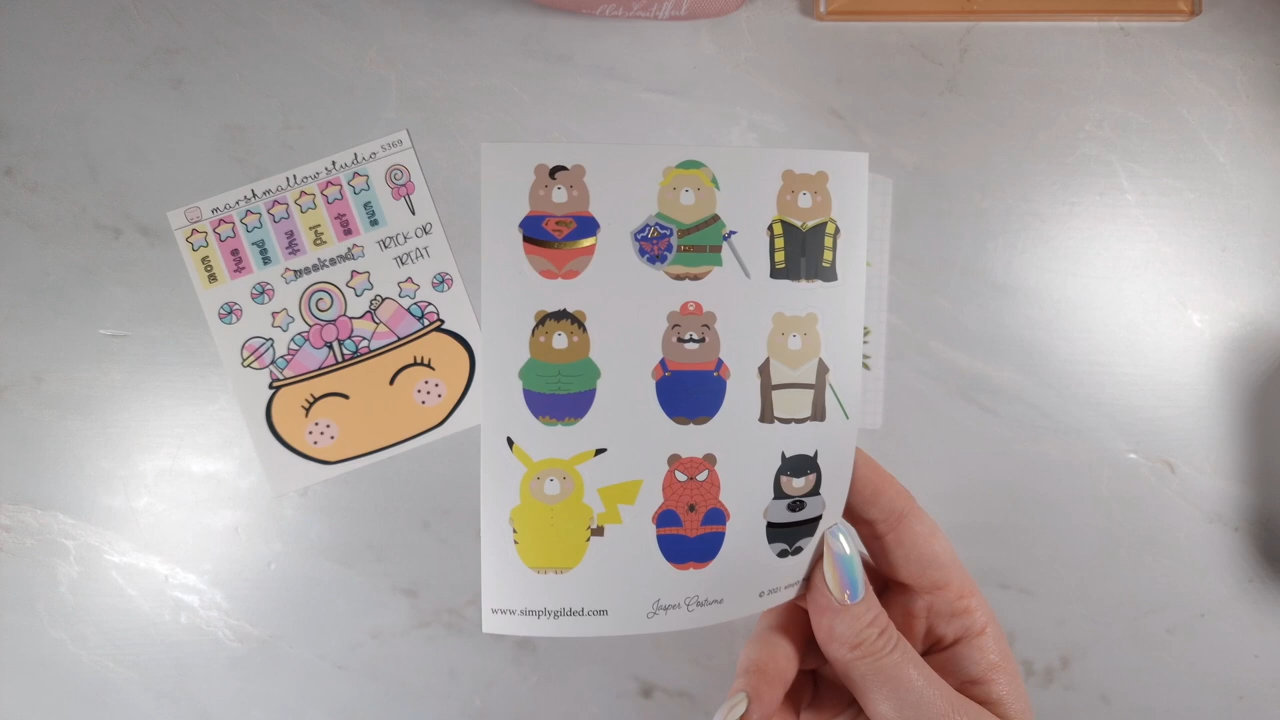 marshmallow studio S369
mon
tue
wed
thu
fri
sat
sun
weekend
TRICK OR
TREAT
M
www.simplygilded.com
Jasper Costume
© 2021